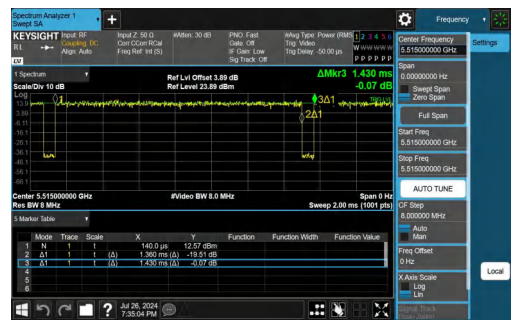 Spectrum Analyzer 1
Swept SA
+
Frequency
KEYSIGHT
RL
LV
Input: RF
Coupling: DC
Align: Auto
Input Z: 50 Ω
Corr CCorr RCal
Freq Ref: Int (S)
#Atten: 30 dB
PNO: Fast
Gate: Off
IF Gain: Low
Sig Track: Off
#Avg Type: Power (RMS
Trig: Video
Trig Delay: -50.00 µs
1 2 3 4 5 6
W W W W W W
P P P P P P
Center Frequency
5.515000000 GHz
Settings
1 Spectrum
Scale/Div 10 dB
Ref Lvl Offset 3.89 dB
Ref Level 23.89 dBm
ΔMkr3 1.430 ms
-0.07 dB
Span
0.00000000 Hz
Swept Span
Zero Span
Full Span
Start Freq
5.515000000 GHz
Stop Freq
5.515000000 GHz
AUTO TUNE
CF Step
8.000000 MHz
Auto
Man
Freq Offset
0 Hz
X Axis Scale
Log
Lin
Local
Log
13.9
3.89
-6.11
-16.1
-26.1
-36.1
-46.1
-56.1
-66.1
1
3Δ1
2Δ1
Center 5.515000000 GHz
Res BW 8 MHz
#Video BW 8.0 MHz
Span 0 Hz
Sweep 2.00 ms (1001 pts)
5 Marker Table
Mode Trace Scale X Y Function Function Width Function Value
1 N 1 t 140.0 µs 12.57 dBm
2 Δ1 1 t (Δ) 1.360 ms (Δ) -19.51 dB
3 Δ1 1 t (Δ) 1.430 ms (Δ) -0.07 dB
4
5
6
?
Jul 26, 2024
7:35:04 PM